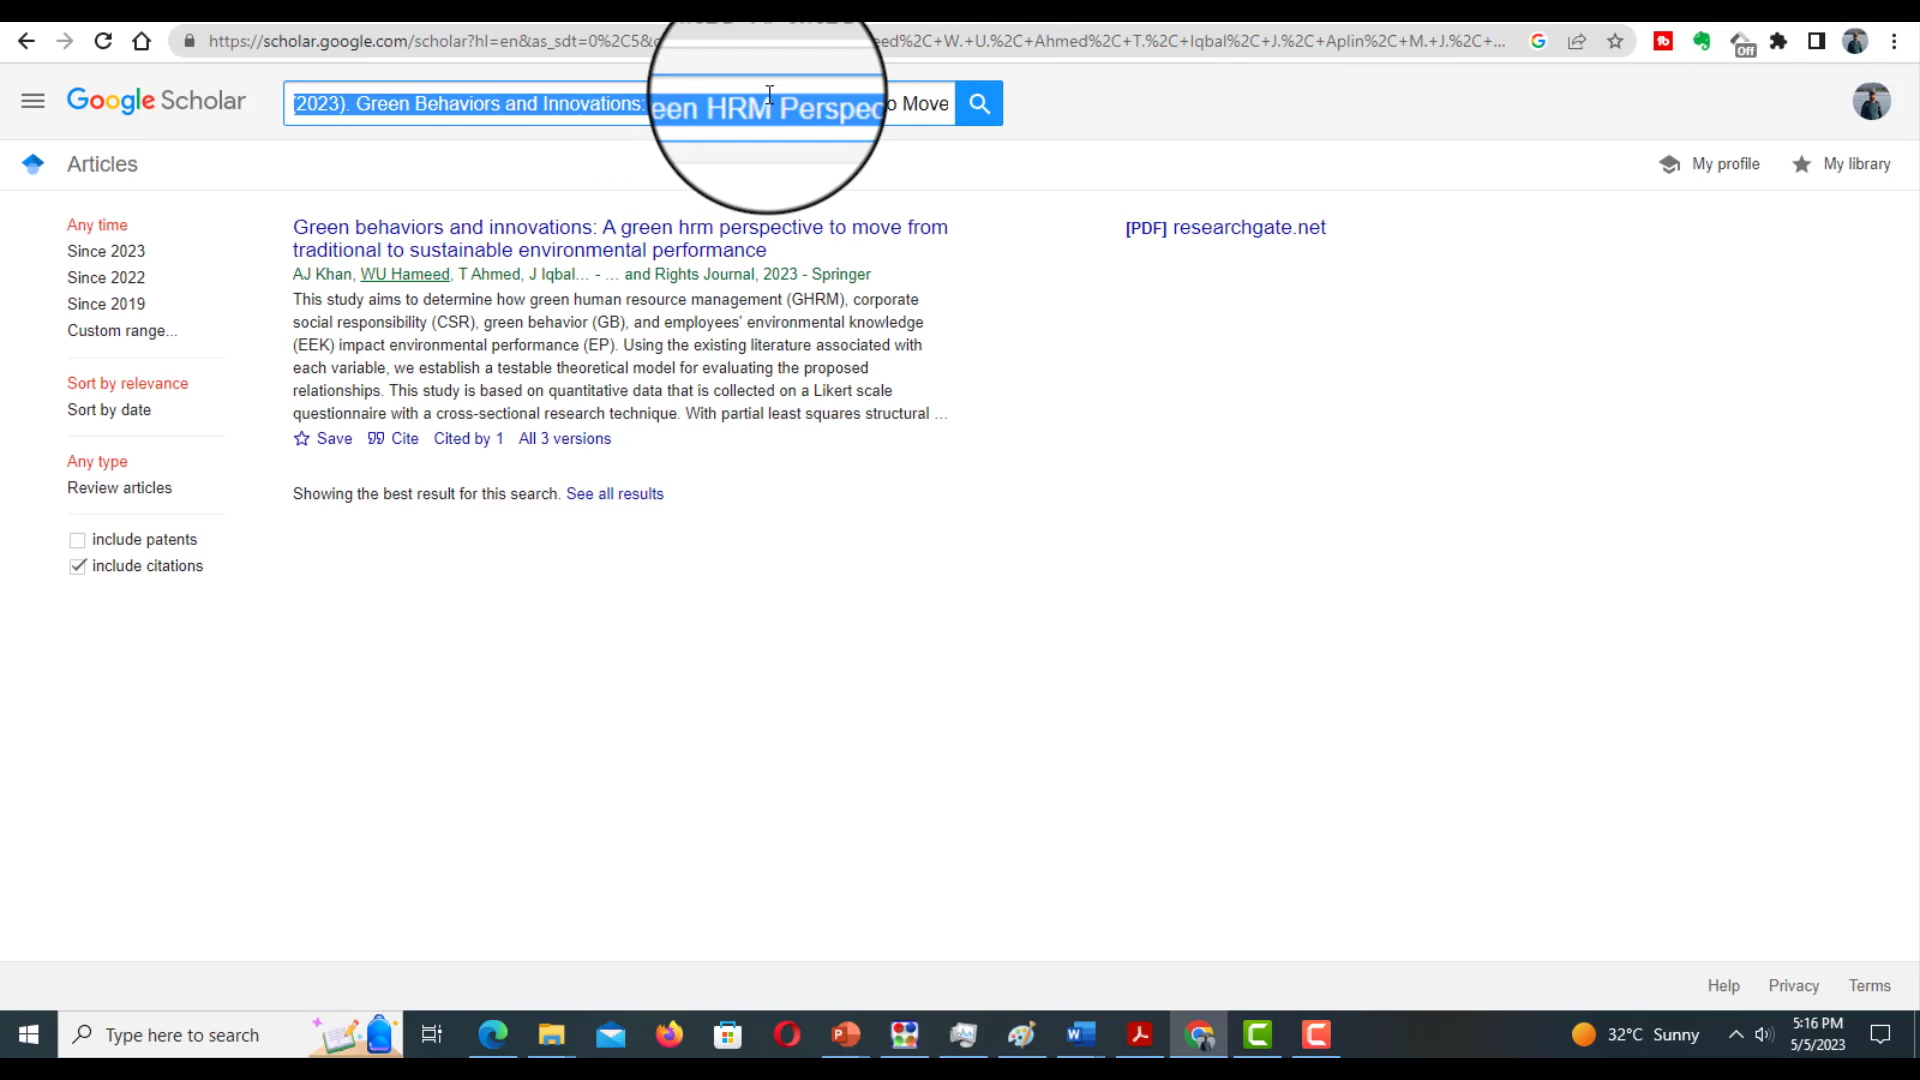 https://scholar.google.com/scholar?hl=en&as_sdt=0%2C5& eed%2C+W.+U.%2C+Ahmed%2C+T.%2C+Iqbal%2C+J.%2C+Aplin%2C+M.+J.%2C+...
Off
Google Scholar
2023). Green Behaviors and Innovations: een HRM Perspec o Move
Articles
My profile
My library
Any time
Since 2023
Since 2022
Since 2019
Custom range...
Sort by relevance
Sort by date
Any type
Review articles
include patents
include citations
Green behaviors and innovations: A green hrm perspective to move from
traditional to sustainable environmental performance
AJ Khan, WU Hameed, T Ahmed, J Iqbal... - ... and Rights Journal, 2023 - Springer
This study aims to determine how green human resource management (GHRM), corporate
social responsibility (CSR), green behavior (GB), and employees' environmental knowledge
(EEK) impact environmental performance (EP). Using the existing literature associated with
each variable, we establish a testable theoretical model for evaluating the proposed
relationships. This study is based on quantitative data that is collected on a Likert scale
questionnaire with a cross-sectional research technique. With partial least squares structural ...
Save Cite Cited by 1 All 3 versions
Showing the best result for this search. See all results
[PDF] researchgate.net
Help Privacy Terms
Type here to search
32°C Sunny
5:16 PM
5/5/2023